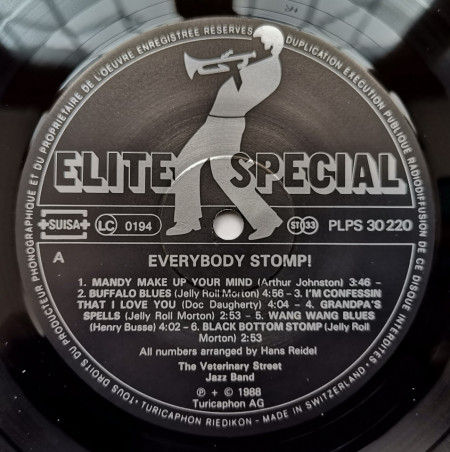 TOUS DROITS DU PRODUCTEUR PHONOGRAPHIQUE ET DU PROPRIETAIRE DE L'OEUVRE ENREGISTREE RESERVES
DUPLICATION EXECUTION PUBLIQUE RADIODIFFUSION DE CE DISQUE INTERDITES
ELITE SPECIAL
SUISA LC 0194 ST 33 PLPS 30 220
EVERYBODY STOMP!
A
1. MANDY MAKE UP YOUR MIND (Arthur Johnston) 3:46 –
2. BUFFALO BLUES (Jelly Roll Morton) 4:56 – 3. I'M CONFESSIN
THAT I LOVE YOU (Doc Daugherty) 4:04 – 4. GRANDPA'S
SPELLS (Jelly Roll Morton) 2:53 – 5. WANG WANG BLUES
(Henry Busse) 4:02 – 6. BLACK BOTTOM STOMP (Jelly Roll
Morton) 2:53
All numbers arranged by Hans Reidel
The Veterinary Street
Jazz Band
℗ + © 1988
Turicaphon AG
TURICAPHON RIEDIKON - MADE IN SWITZERLAND